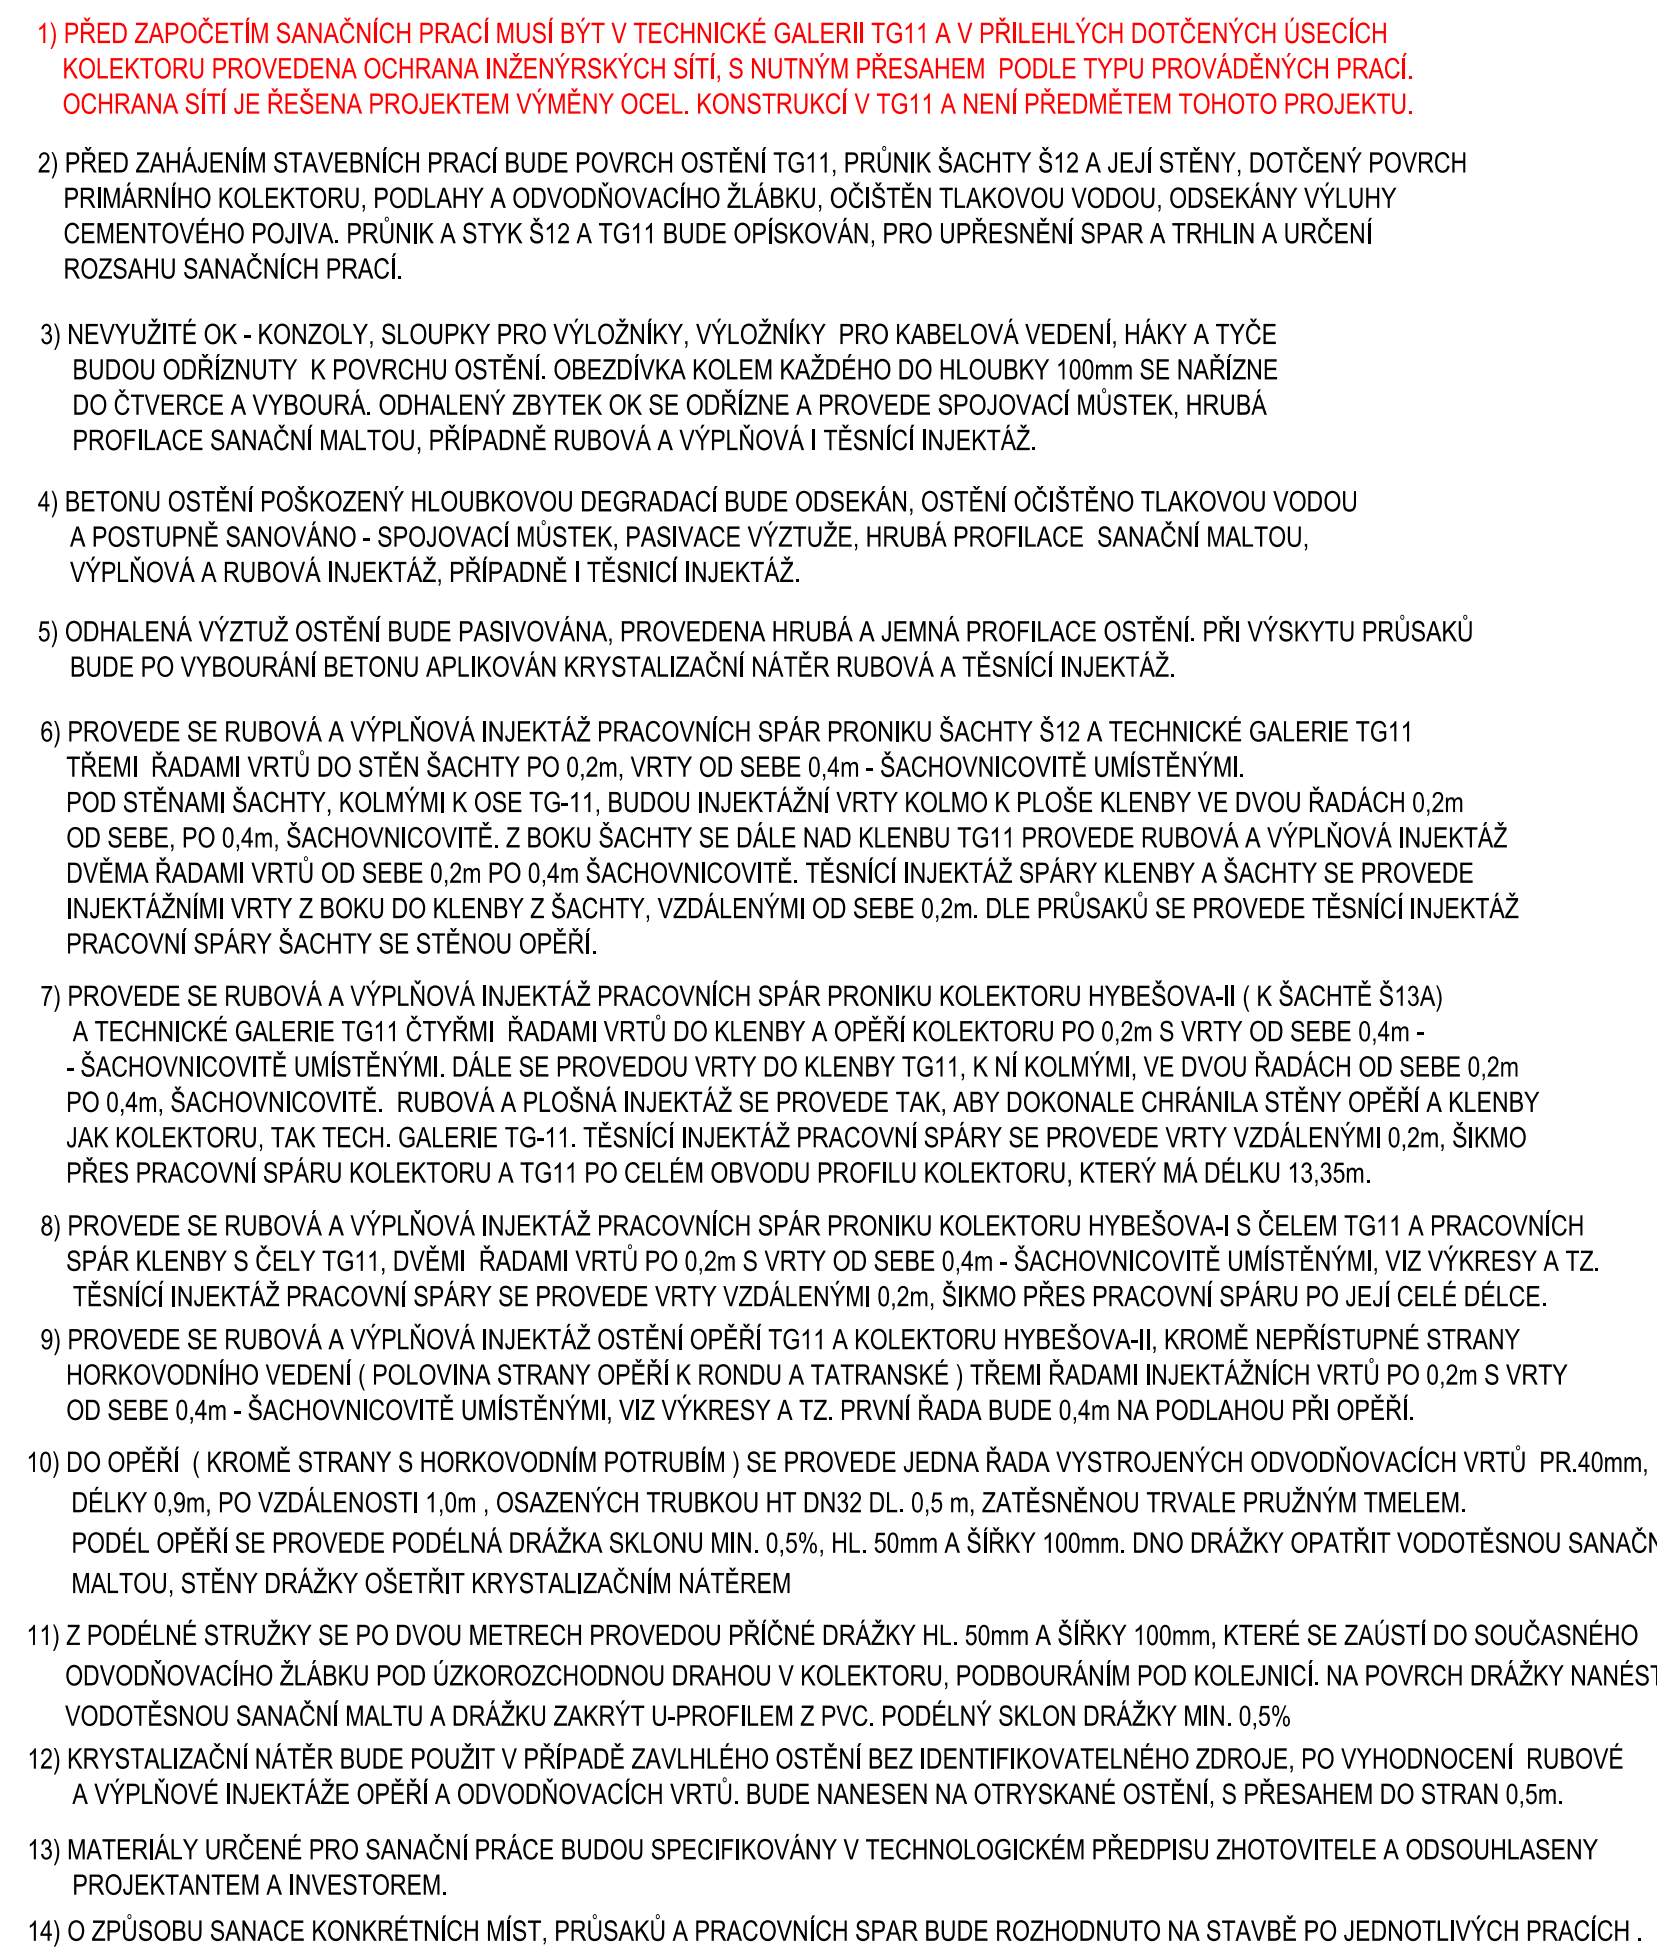 1) PŘED ZAPOČETÍM SANAČNÍCH PRACÍ MUSÍ BÝT V TECHNICKÉ GALERII TG11 A V PŘILEHLÝCH DOTČENÝCH ÚSECÍCH
KOLEKTORU PROVEDENA OCHRANA INŽENÝRSKÝCH SÍTÍ, S NUTNÝM PŘESAHEM PODLE TYPU PROVÁDĚNÝCH PRACÍ.
OCHRANA SÍTÍ JE ŘEŠENA PROJEKTEM VÝMĚNY OCEL. KONSTRUKCÍ V TG11 A NENÍ PŘEDMĚTEM TOHOTO PROJEKTU.
2) PŘED ZAHÁJENÍM STAVEBNÍCH PRACÍ BUDE POVRCH OSTĚNÍ TG11, PRŮNIK ŠACHTY Š12 A JEJÍ STĚNY, DOTČENÝ POVRCH
PRIMÁRNÍHO KOLEKTORU, PODLAHY A ODVODŇOVACÍHO ŽLÁBKU, OČIŠTĚN TLAKOVOU VODOU, ODSEKÁNY VÝLUHY
CEMENTOVÉHO POJIVA. PRŮNIK A STYK Š12 A TG11 BUDE OPÍSKOVÁN, PRO UPŘESNĚNÍ SPAR A TRHLIN A URČENÍ
ROZSAHU SANAČNÍCH PRACÍ.
3) NEVYUŽITÉ OK - KONZOLY, SLOUPKY PRO VÝLOŽNÍKY, VÝLOŽNÍKY PRO KABELOVÁ VEDENÍ, HÁKY A TYČE
BUDOU ODŘÍZNUTY K POVRCHU OSTĚNÍ. OBEZDÍVKA KOLEM KAŽDÉHO DO HLOUBKY 100mm SE NAŘÍZNE
DO ČTVERCE A VYBOURÁ. ODHALENÝ ZBYTEK OK SE ODŘÍZNE A PROVEDE SPOJOVACÍ MŮSTEK, HRUBÁ
PROFILACE SANAČNÍ MALTOU, PŘÍPADNĚ RUBOVÁ A VÝPLŇOVÁ I TĚSNÍCÍ INJEKTÁŽ.
4) BETONU OSTĚNÍ POŠKOZENÝ HLOUBKOVOU DEGRADACÍ BUDE ODSEKÁN, OSTĚNÍ OČIŠTĚNO TLAKOVOU VODOU
A POSTUPNĚ SANOVÁNO - SPOJOVACÍ MŮSTEK, PASIVACE VÝZTUŽE, HRUBÁ PROFILACE SANAČNÍ MALTOU,
VÝPLŇOVÁ A RUBOVÁ INJEKTÁŽ, PŘÍPADNĚ I TĚSNICÍ INJEKTÁŽ.
5) ODHALENÁ VÝZTUŽ OSTĚNÍ BUDE PASIVOVÁNA, PROVEDENA HRUBÁ A JEMNÁ PROFILACE OSTĚNÍ. PŘI VÝSKYTU PRŮSAKŮ
BUDE PO VYBOURÁNÍ BETONU APLIKOVÁN KRYSTALIZAČNÍ NÁTĚR RUBOVÁ A TĚSNÍCÍ INJEKTÁŽ.
6) PROVEDE SE RUBOVÁ A VÝPLŇOVÁ INJEKTÁŽ PRACOVNÍCH SPÁR PRONIKU ŠACHTY Š12 A TECHNICKÉ GALERIE TG11
TŘEMI ŘADAMI VRTŮ DO STĚN ŠACHTY PO 0,2m, VRTY OD SEBE 0,4m - ŠACHOVNICOVITĚ UMÍSTĚNÝMI.
POD STĚNAMI ŠACHTY, KOLMÝMI K OSE TG-11, BUDOU INJEKTÁŽNÍ VRTY KOLMO K PLOŠE KLENBY VE DVOU ŘADÁCH 0,2m
OD SEBE, PO 0,4m, ŠACHOVNICOVITĚ. Z BOKU ŠACHTY SE DÁLE NAD KLENBU TG11 PROVEDE RUBOVÁ A VÝPLŇOVÁ INJEKTÁŽ
DVĚMA ŘADAMI VRTŮ OD SEBE 0,2m PO 0,4m ŠACHOVNICOVITĚ. TĚSNÍCÍ INJEKTÁŽ SPÁRY KLENBY A ŠACHTY SE PROVEDE
INJEKTÁŽNÍMI VRTY Z BOKU DO KLENBY Z ŠACHTY, VZDÁLENÝMI OD SEBE 0,2m. DLE PRŮSAKŮ SE PROVEDE TĚSNÍCÍ INJEKTÁŽ
PRACOVNÍ SPÁRY ŠACHTY SE STĚNOU OPĚŘÍ.
7) PROVEDE SE RUBOVÁ A VÝPLŇOVÁ INJEKTÁŽ PRACOVNÍCH SPÁR PRONIKU KOLEKTORU HYBEŠOVA-II ( K ŠACHTĚ Š13A)
A TECHNICKÉ GALERIE TG11 ČTYŘMI ŘADAMI VRTŮ DO KLENBY A OPĚŘÍ KOLEKTORU PO 0,2m S VRTY OD SEBE 0,4m -
- ŠACHOVNICOVITĚ UMÍSTĚNÝMI. DÁLE SE PROVEDOU VRTY DO KLENBY TG11, K NÍ KOLMÝMI, VE DVOU ŘADÁCH OD SEBE 0,2m
PO 0,4m, ŠACHOVNICOVITĚ. RUBOVÁ A PLOŠNÁ INJEKTÁŽ SE PROVEDE TAK, ABY DOKONALE CHRÁNILA STĚNY OPĚŘÍ A KLENBY
JAK KOLEKTORU, TAK TECH. GALERIE TG-11. TĚSNÍCÍ INJEKTÁŽ PRACOVNÍ SPÁRY SE PROVEDE VRTY VZDÁLENÝMI 0,2m, ŠIKMO
PŘES PRACOVNÍ SPÁRU KOLEKTORU A TG11 PO CELÉM OBVODU PROFILU KOLEKTORU, KTERÝ MÁ DÉLKU 13,35m.
8) PROVEDE SE RUBOVÁ A VÝPLŇOVÁ INJEKTÁŽ PRACOVNÍCH SPÁR PRONIKU KOLEKTORU HYBEŠOVA-I S ČELEM TG11 A PRACOVNÍCH
SPÁR KLENBY S ČELY TG11, DVĚMI ŘADAMI VRTŮ PO 0,2m S VRTY OD SEBE 0,4m - ŠACHOVNICOVITĚ UMÍSTĚNÝMI, VIZ VÝKRESY A TZ.
TĚSNÍCÍ INJEKTÁŽ PRACOVNÍ SPÁRY SE PROVEDE VRTY VZDÁLENÝMI 0,2m, ŠIKMO PŘES PRACOVNÍ SPÁRU PO JEJÍ CELÉ DÉLCE.
9) PROVEDE SE RUBOVÁ A VÝPLŇOVÁ INJEKTÁŽ OSTĚNÍ OPĚŘÍ TG11 A KOLEKTORU HYBEŠOVA-II, KROMĚ NEPŘÍSTUPNÉ STRANY
HORKOVODNÍHO VEDENÍ ( POLOVINA STRANY OPĚŘÍ K RONDU A TATRANSKÉ ) TŘEMI ŘADAMI INJEKTÁŽNÍCH VRTŮ PO 0,2m S VRTY
OD SEBE 0,4m - ŠACHOVNICOVITĚ UMÍSTĚNÝMI, VIZ VÝKRESY A TZ. PRVNÍ ŘADA BUDE 0,4m NA PODLAHOU PŘI OPĚŘÍ.
10) DO OPĚŘÍ ( KROMĚ STRANY S HORKOVODNÍM POTRUBÍM ) SE PROVEDE JEDNA ŘADA VYSTROJENÝCH ODVODŇOVACÍCH VRTŮ PR.40mm,
DÉLKY 0,9m, PO VZDÁLENOSTI 1,0m , OSAZENÝCH TRUBKOU HT DN32 DL. 0,5 m, ZATĚSNĚNOU TRVALE PRUŽNÝM TMELEM.
PODÉL OPĚŘÍ SE PROVEDE PODÉLNÁ DRÁŽKA SKLONU MIN. 0,5%, HL. 50mm A ŠÍŘKY 100mm. DNO DRÁŽKY OPATŘIT VODOTĚSNOU SANAČN
MALTOU, STĚNY DRÁŽKY OŠETŘIT KRYSTALIZAČNÍM NÁTĚREM
11) Z PODÉLNÉ STRUŽKY SE PO DVOU METRECH PROVEDOU PŘÍČNÉ DRÁŽKY HL. 50mm A ŠÍŘKY 100mm, KTERÉ SE ZAÚSTÍ DO SOUČASNÉHO
ODVODŇOVACÍHO ŽLÁBKU POD ÚZKOROZCHODNOU DRAHOU V KOLEKTORU, PODBOURÁNÍM POD KOLEJNICÍ. NA POVRCH DRÁŽKY NANÉST
VODOTĚSNOU SANAČNÍ MALTU A DRÁŽKU ZAKRÝT U-PROFILEM Z PVC. PODÉLNÝ SKLON DRÁŽKY MIN. 0,5%
12) KRYSTALIZAČNÍ NÁTĚR BUDE POUŽIT V PŘÍPADĚ ZAVLHLÉHO OSTĚNÍ BEZ IDENTIFIKOVATELNÉHO ZDROJE, PO VYHODNOCENÍ RUBOVÉ
A VÝPLŇOVÉ INJEKTÁŽE OPĚŘÍ A ODVODŇOVACÍCH VRTŮ. BUDE NANESEN NA OTRYSKANÉ OSTĚNÍ, S PŘESAHEM DO STRAN 0,5m.
13) MATERIÁLY URČENÉ PRO SANAČNÍ PRÁCE BUDOU SPECIFIKOVÁNY V TECHNOLOGICKÉM PŘEDPISU ZHOTOVITELE A ODSOUHLASENY
PROJEKTANTEM A INVESTOREM.
14) O ZPŮSOBU SANACE KONKRÉTNÍCH MÍST, PRŮSAKŮ A PRACOVNÍCH SPAR BUDE ROZHODNUTO NA STAVBĚ PO JEDNOTLIVÝCH PRACÍCH .